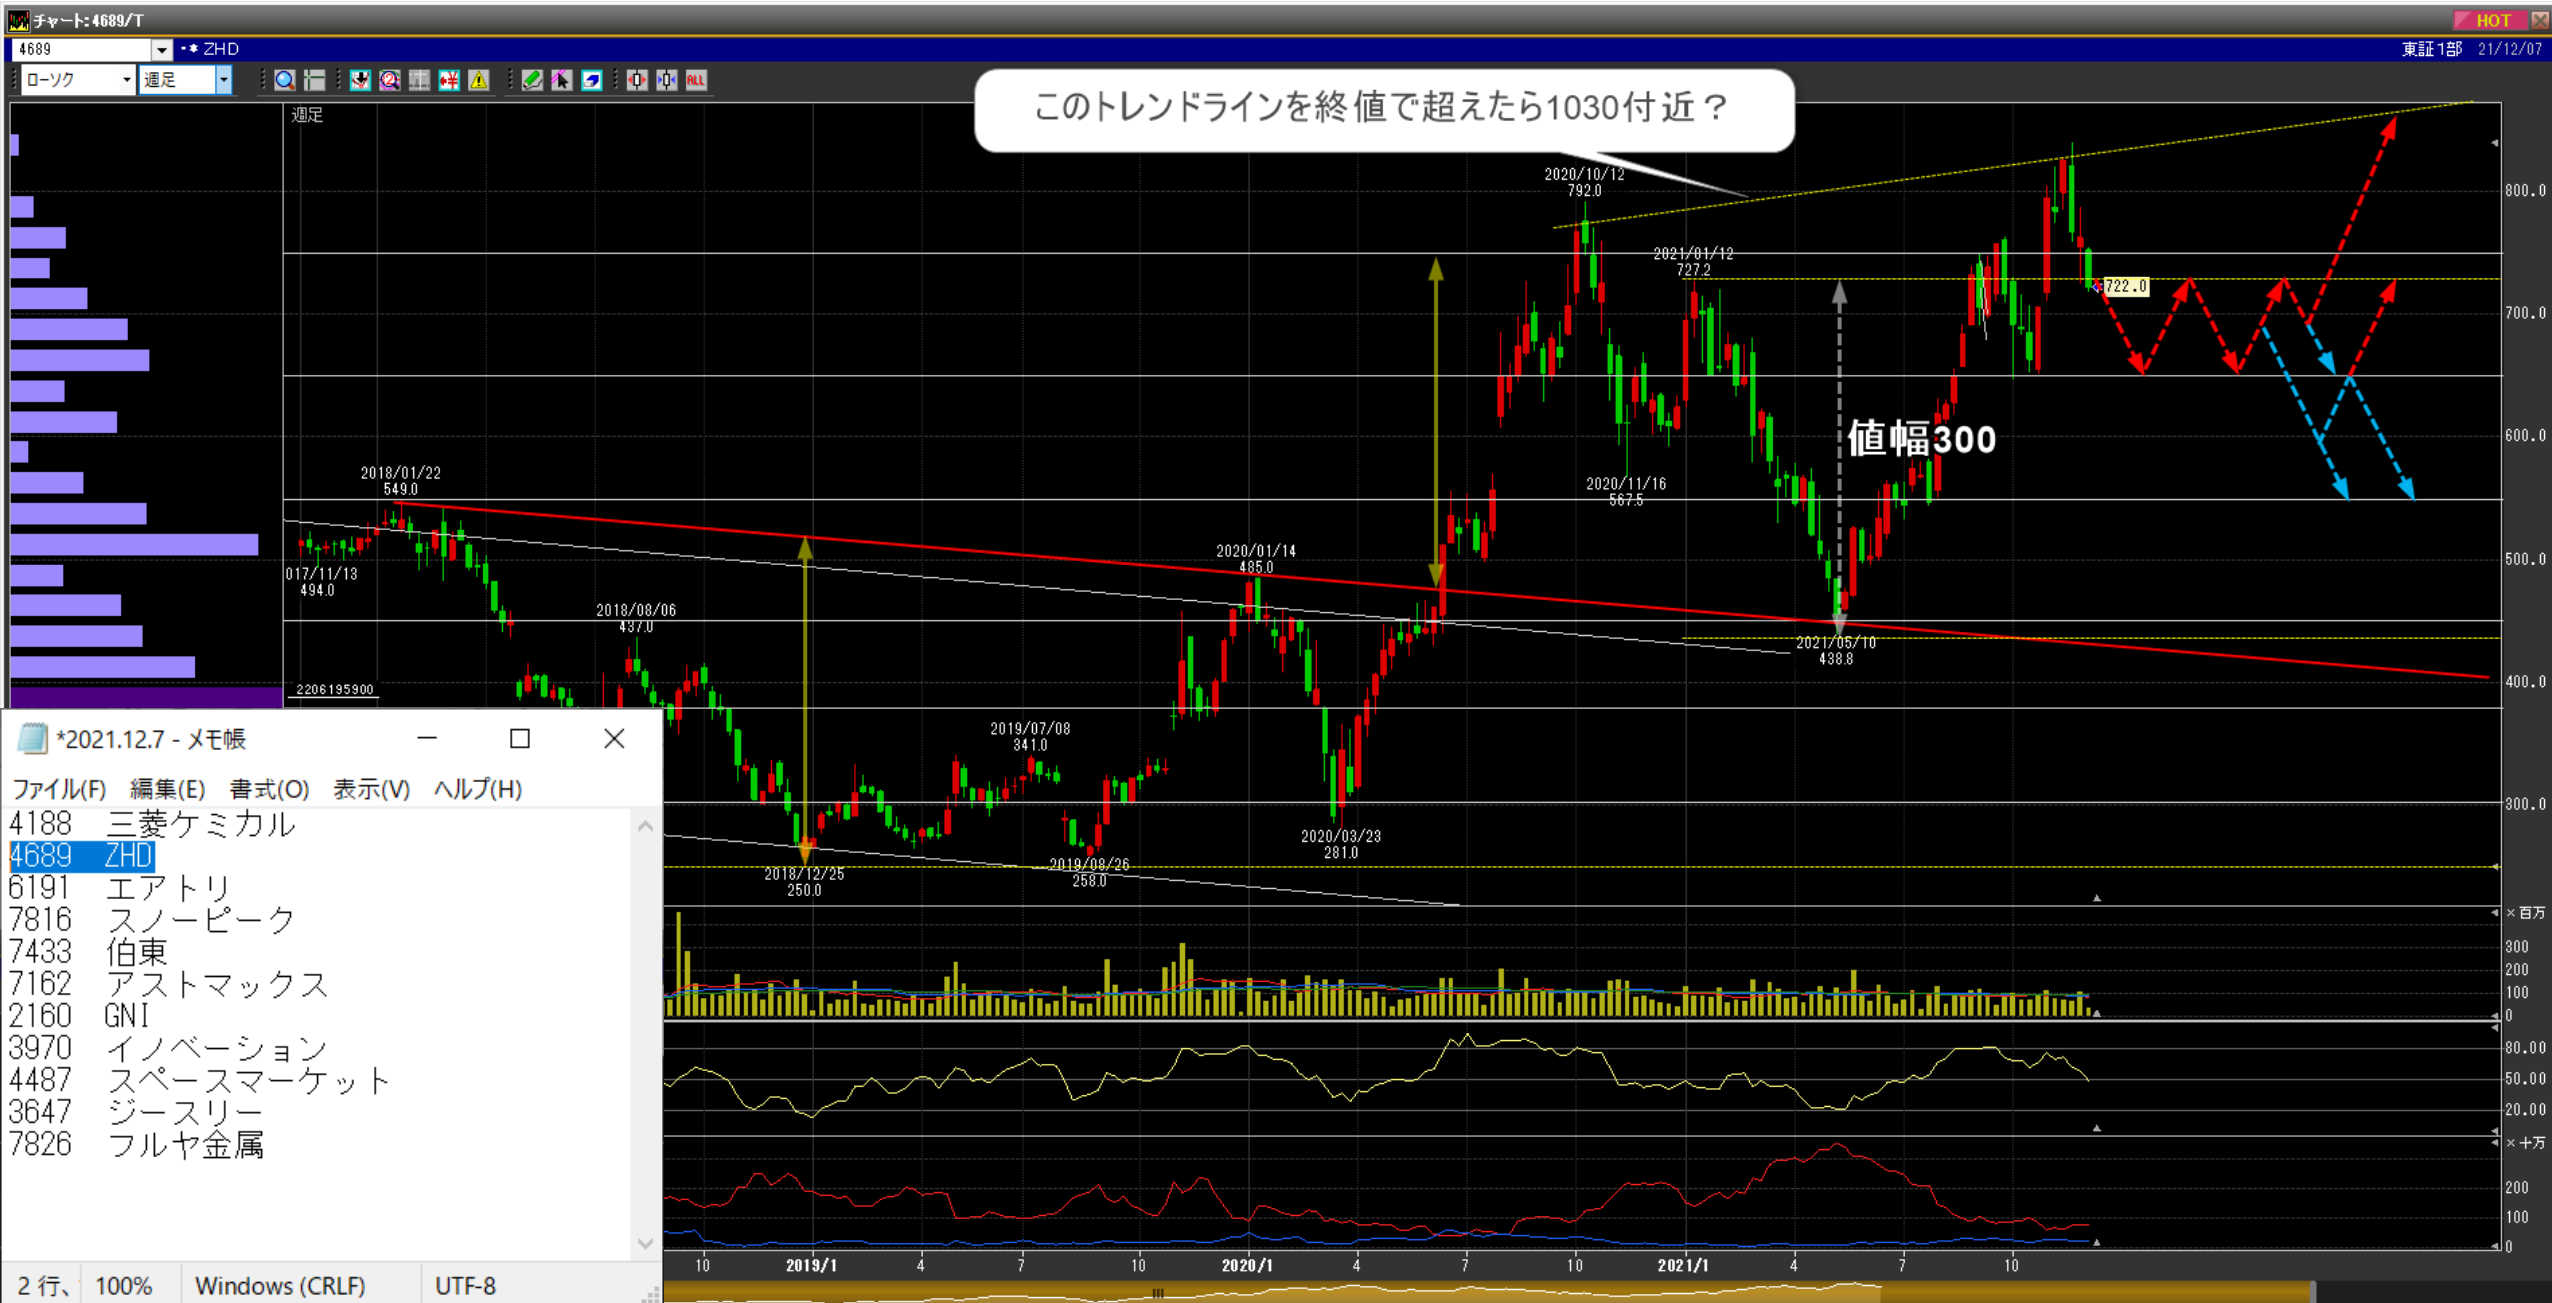 チャート:4689/T
HOT
4689
・* ZHD
東証1部 21/12/07
ローソク
週足
ALL
このトレンドラインを終値で超えたら1030付近？
週足
2020/10/12
792.0
800.0
2021/01/12
727.2
722.0
700.0
値幅300
600.0
2018/01/22
549.0
2020/11/16
567.5
2020/01/14
485.0
500.0
017/11/13
494.0
2018/08/06
437.0
2021/05/10
438.8
2206195900
400.0
2019/07/08
341.0
300.0
2020/03/23
281.0
2019/08/26
258.0
2018/12/25
250.0
×百万
300
200
100
0
80.00
50.00
20.00
×十万
200
100
0
10
2019/1
4
7
10
2020/1
4
7
10
2021/1
4
7
10
*2021.12.7 - メモ帳
ファイル(F) 編集(E) 書式(O) 表示(V) ヘルプ(H)
4188 三菱ケミカル
4689 ZHD
6191 エアトリ
7816 スノーピーク
7433 伯東
7162 アストマックス
2160 GNI
3970 イノベーション
4487 スペースマーケット
3647 ジースリー
7826 フルヤ金属
2 行、 100% Windows (CRLF) UTF-8